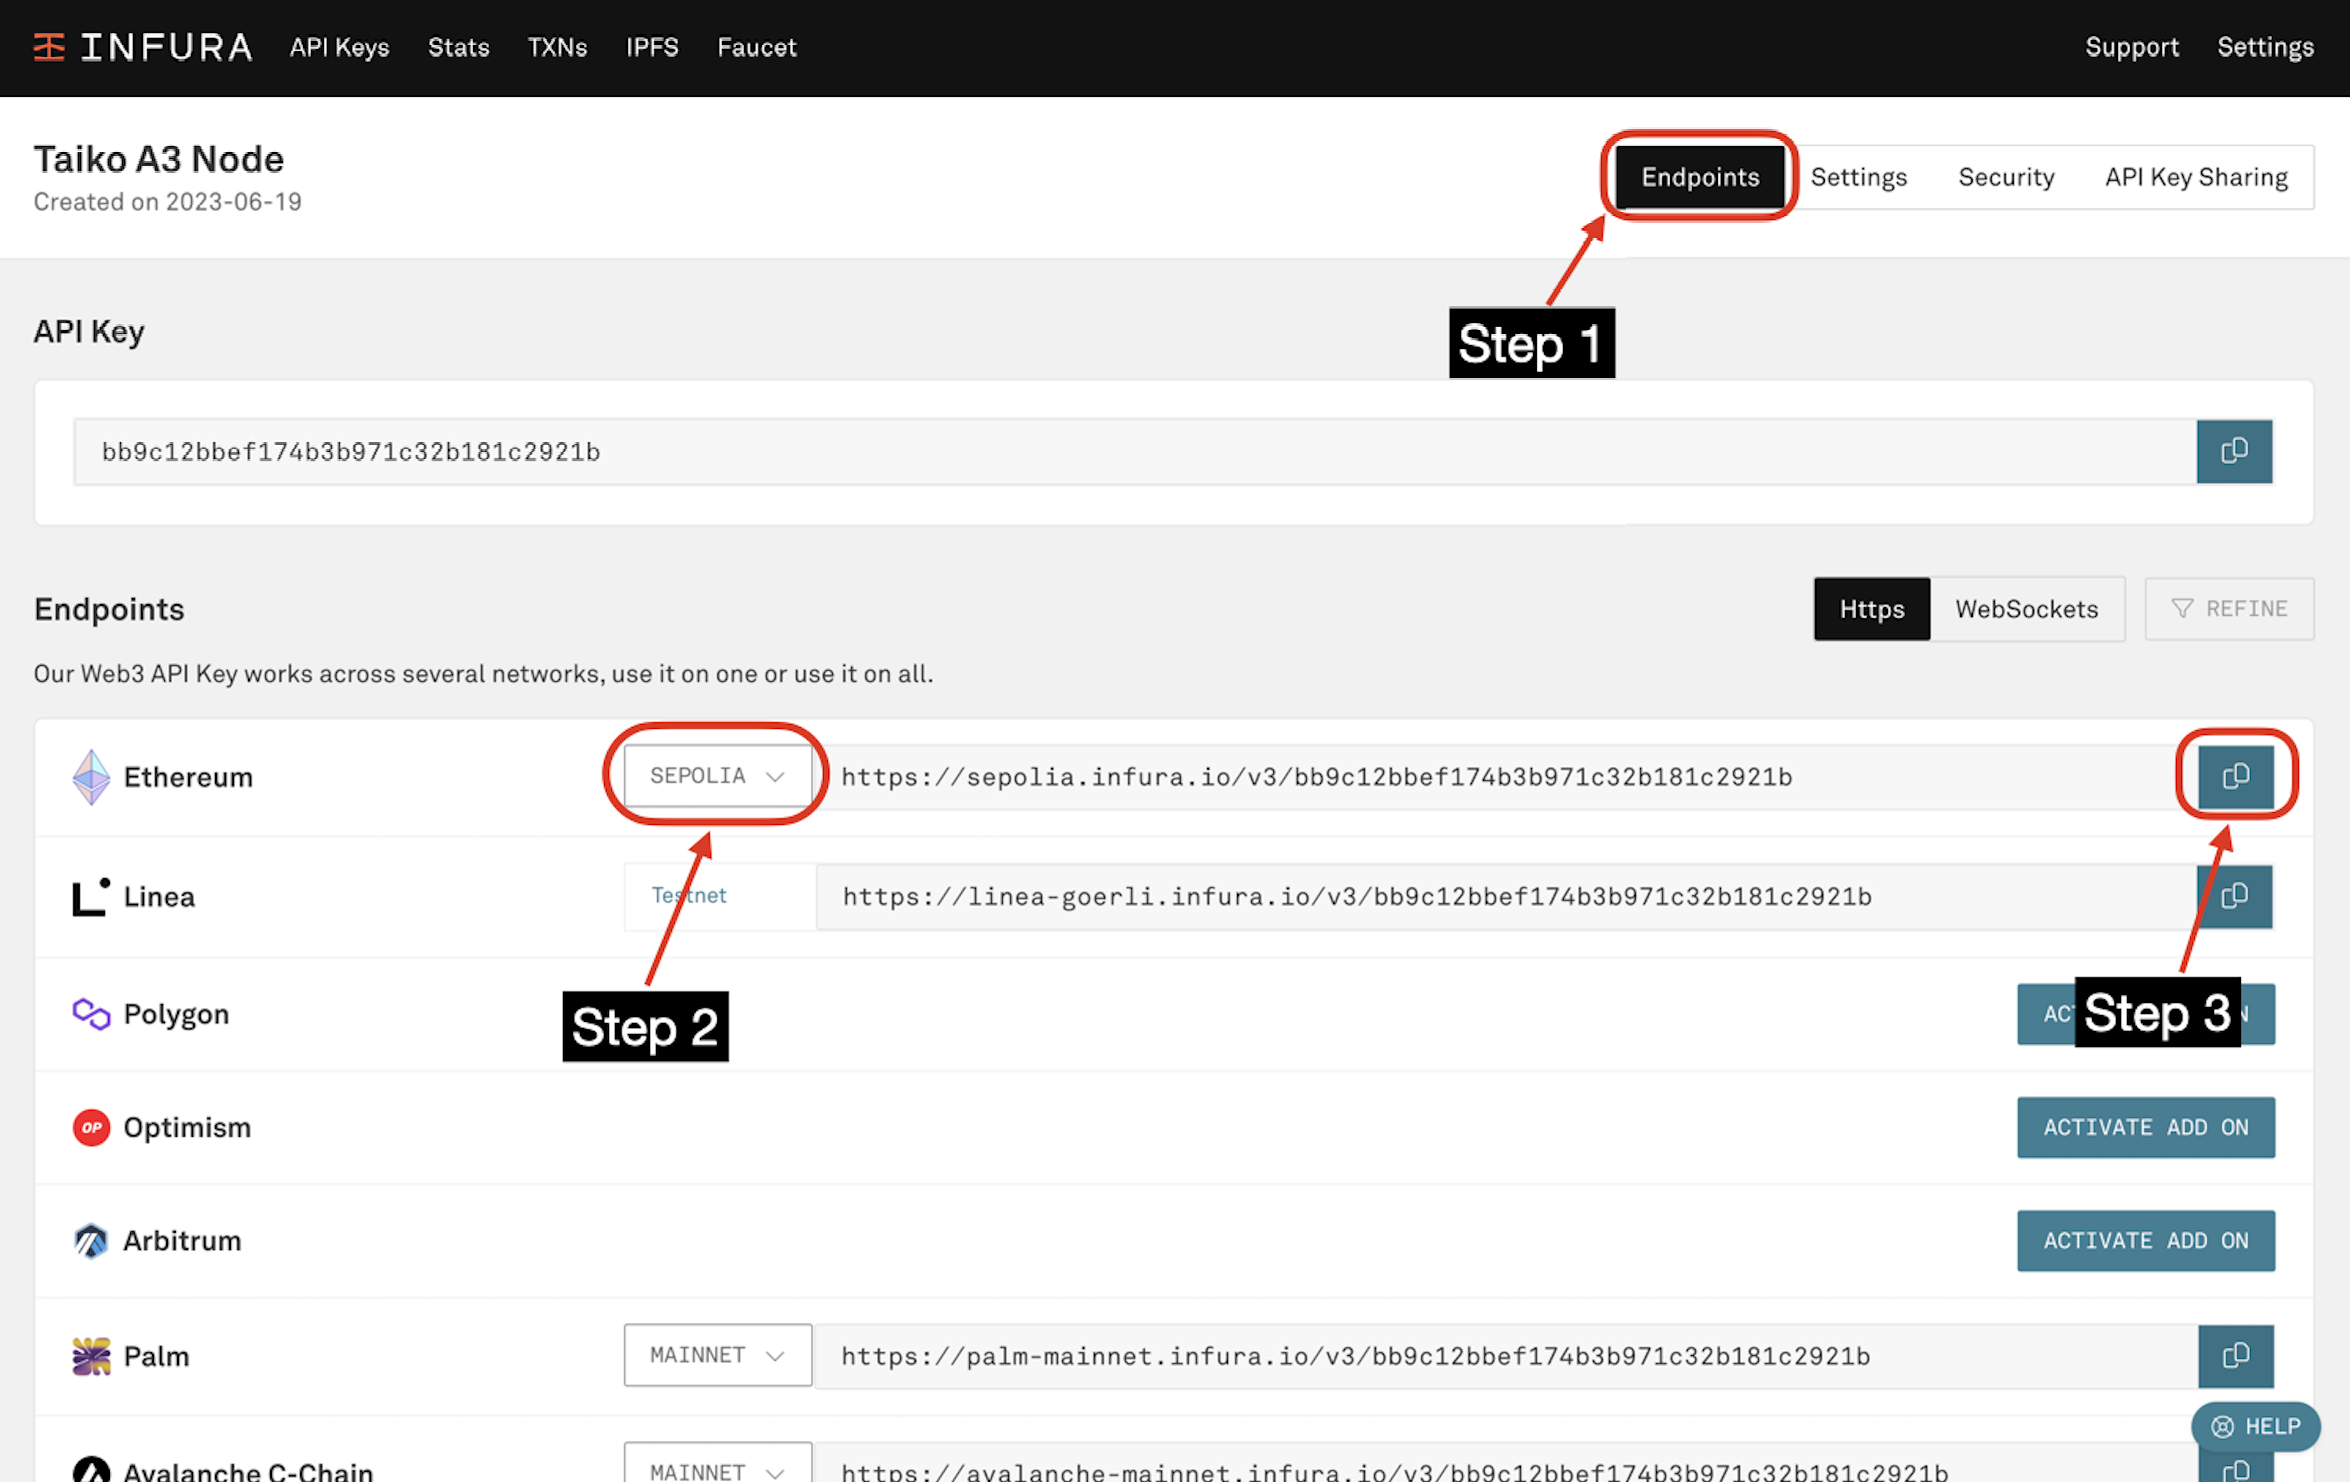 INFURA API Keys Stats TXNs IPFS Faucet Support Settings
Taiko A3 Node
Created on 2023-06-19
Endpoints Settings Security API Key Sharing
Step 1
API Key
bb9c12bbef174b3b971c32b181c2921b
Endpoints
Https WebSockets REFINE
Our Web3 API Key works across several networks, use it on one or use it on all.
Ethereum SEPOLIA https://sepolia.infura.io/v3/bb9c12bbef174b3b971c32b181c2921b
Linea Testnet https://linea-goerli.infura.io/v3/bb9c12bbef174b3b971c32b181c2921b
Polygon
Step 2
Step 3
OP Optimism ACTIVATE ADD ON
Arbitrum ACTIVATE ADD ON
Palm MAINNET https://palm-mainnet.infura.io/v3/bb9c12bbef174b3b971c32b181c2921b
HELP
Avalanche C-Chain MAINNET https://avalanche-mainnet.infura.io/v3/bb9c12bbef174b3b971c32b181c2921b